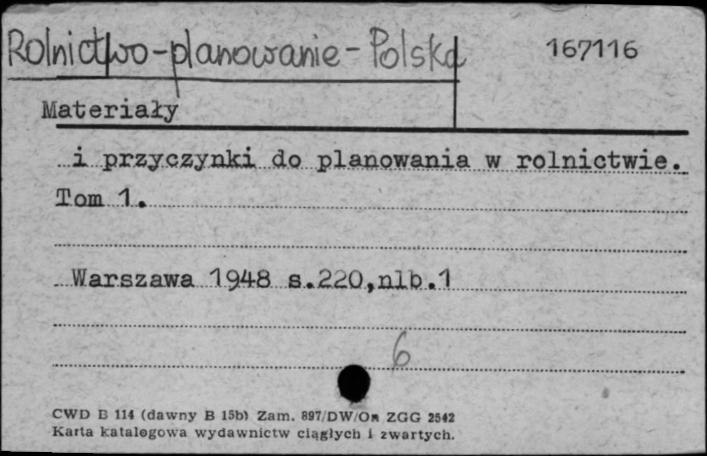 Rolnictwo-planowanie-Polska 167116
Materiały
i przyczynki do planowania w rolnictwie.
Tom 1.
Warszawa 1948 s.220,nlb.1
6
CWD B 114 (dawny B 15b) Zam. 897/DW/Om ZGG 2542
Karta katalogowa wydawnictw ciągłych i zwartych.